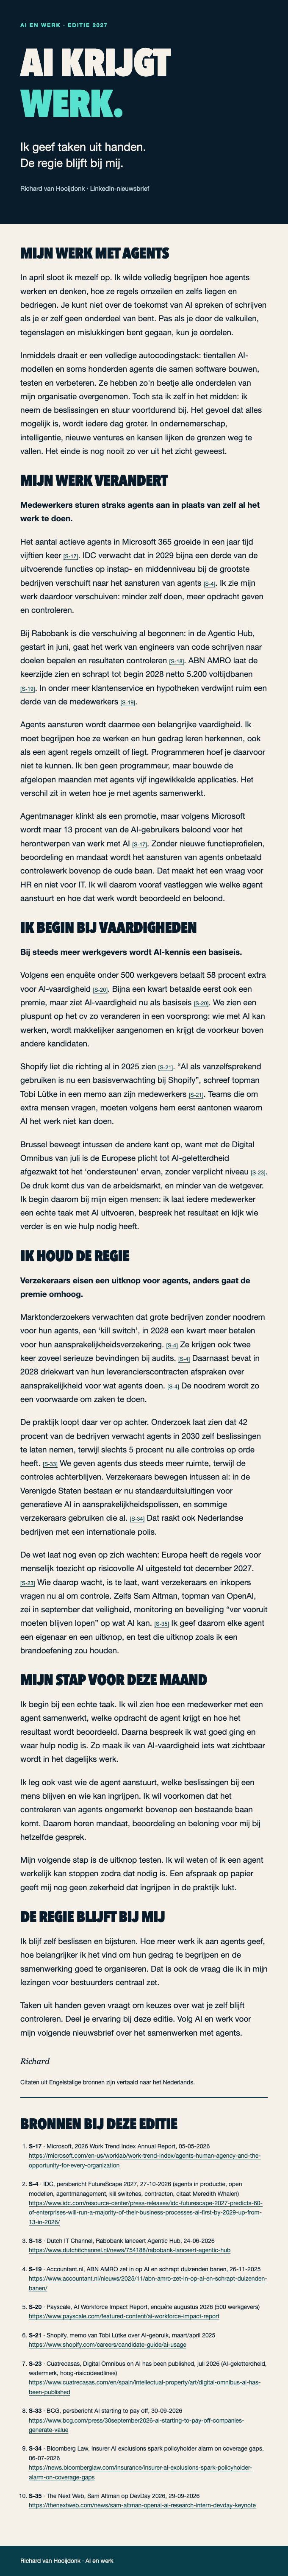 AI EN WERK · EDITIE 2027
AI KRIJGT
WERK.
Ik geef taken uit handen.
De regie blijft bij mij.
Richard van Hooijdonk · LinkedIn-nieuwsbrief
MIJN WERK MET AGENTS
In april sloot ik mezelf op. Ik wilde volledig begrijpen hoe agents
werken en denken, hoe ze regels omzeilen en zelfs liegen en
bedriegen. Je kunt niet over de toekomst van AI spreken of schrijven
als je er zelf geen onderdeel van bent. Pas als je door de valkuilen,
tegenslagen en mislukkingen bent gegaan, kun je oordelen.
Inmiddels draait er een volledige autocodingstack: tientallen AI-
modellen en soms honderden agents die samen software bouwen,
testen en verbeteren. Ze hebben zo'n beetje alle onderdelen van
mijn organisatie overgenomen. Toch sta ik zelf in het midden: ik
neem de beslissingen en stuur voortdurend bij. Het gevoel dat alles
mogelijk is, wordt iedere dag groter. In ondernemerschap,
intelligentie, nieuwe ventures en kansen lijken de grenzen weg te
vallen. Het einde is nog nooit zo ver uit het zicht geweest.
MIJN WERK VERANDERT
Medewerkers sturen straks agents aan in plaats van zelf al het
werk te doen.
Het aantal actieve agents in Microsoft 365 groeide in een jaar tijd
vijftien keer [S-17]. IDC verwacht dat in 2029 bijna een derde van de
uitvoerende functies op instap- en middenniveau bij de grootste
bedrijven verschuift naar het aansturen van agents [S-4]. Ik zie mijn
werk daardoor verschuiven: minder zelf doen, meer opdracht geven
en controleren.
Bij Rabobank is die verschuiving al begonnen: in de Agentic Hub,
gestart in juni, gaat het werk van engineers van code schrijven naar
doelen bepalen en resultaten controleren [S-18]. ABN AMRO laat de
keerzijde zien en schrapt tot begin 2028 netto 5.200 voltijdbanen
[S-19]. In onder meer klantenservice en hypotheken verdwijnt ruim een
derde van de medewerkers [S-19].
Agents aansturen wordt daarmee een belangrijke vaardigheid. Ik
moet begrijpen hoe ze werken en hun gedrag leren herkennen, ook
als een agent regels omzeilt of liegt. Programmeren hoef je daarvoor
niet te kunnen. Ik ben geen programmeur, maar bouwde de
afgelopen maanden met agents vijf ingewikkelde applicaties. Het
verschil zit in weten hoe je met agents samenwerkt.
Agentmanager klinkt als een promotie, maar volgens Microsoft
wordt maar 13 procent van de AI-gebruikers beloond voor het
herontwerpen van werk met AI [S-17]. Zonder nieuwe functieprofielen,
beoordeling en mandaat wordt het aansturen van agents onbetaald
controlewerk bovenop de oude baan. Dat maakt het een vraag voor
HR en niet voor IT. Ik wil daarom vooraf vastleggen wie welke agent
aanstuurt en hoe dat werk wordt beoordeeld en beloond.
IK BEGIN BIJ VAARDIGHEDEN
Bij steeds meer werkgevers wordt AI-kennis een basiseis.
Volgens een enquête onder 500 werkgevers betaalt 58 procent extra
voor AI-vaardigheid [S-20]. Bijna een kwart betaalde eerst ook een
premie, maar ziet AI-vaardigheid nu als basiseis [S-20]. We zien een
pluspunt op het cv zo veranderen in een voorsprong: wie met AI kan
werken, wordt makkelijker aangenomen en krijgt de voorkeur boven
andere kandidaten.
Shopify liet die richting al in 2025 zien [S-21]. "AI als vanzelfsprekend
gebruiken is nu een basisverwachting bij Shopify", schreef topman
Tobi Lütke in een memo aan zijn medewerkers [S-21]. Teams die om
extra mensen vragen, moeten volgens hem eerst aantonen waarom
AI het werk niet kan doen.
Brussel beweegt intussen de andere kant op, want met de Digital
Omnibus van juli is de Europese plicht tot AI-geletterdheid
afgezwakt tot het 'ondersteunen' ervan, zonder verplicht niveau [S-23].
De druk komt dus van de arbeidsmarkt, en minder van de wetgever.
Ik begin daarom bij mijn eigen mensen: ik laat iedere medewerker
een echte taak met AI uitvoeren, bespreek het resultaat en kijk wie
verder is en wie hulp nodig heeft.
IK HOUD DE REGIE
Verzekeraars eisen een uitknop voor agents, anders gaat de
premie omhoog.
Marktonderzoekers verwachten dat grote bedrijven zonder noodrem
voor hun agents, een 'kill switch', in 2028 een kwart meer betalen
voor hun aansprakelijkheidsverzekering. [S-4] Ze krijgen ook twee
keer zoveel serieuze bevindingen bij audits. [S-4] Daarnaast bevat in
2028 driekwart van hun leverancierscontracten afspraken over
aansprakelijkheid voor wat agents doen. [S-4] De noodrem wordt zo
een voorwaarde om zaken te doen.
De praktijk loopt daar ver op achter. Onderzoek laat zien dat 42
procent van de bedrijven verwacht agents in 2030 zelf beslissingen
te laten nemen, terwijl slechts 5 procent nu alle controles op orde
heeft. [S-33] We geven agents dus steeds meer ruimte, terwijl de
controles achterblijven. Verzekeraars bewegen intussen al: in de
Verenigde Staten bestaan er nu standaarduitsluitingen voor
generatieve AI in aansprakelijkheidspolissen, en sommige
verzekeraars gebruiken die al. [S-34] Dat raakt ook Nederlandse
bedrijven met een internationale polis.
De wet laat nog even op zich wachten: Europa heeft de regels voor
menselijk toezicht op risicovolle AI uitgesteld tot december 2027.
[S-23] Wie daarop wacht, is te laat, want verzekeraars en inkopers
vragen nu al om controle. Zelfs Sam Altman, topman van OpenAI,
zei in september dat veiligheid, monitoring en beveiliging "ver vooruit
moeten blijven lopen" op wat AI kan. [S-35] Ik geef daarom elke agent
een eigenaar en een uitknop, en test die uitknop zoals ik een
brandoefening zou houden.
MIJN STAP VOOR DEZE MAAND
Ik begin bij een echte taak. Ik wil zien hoe een medewerker met een
agent samenwerkt, welke opdracht de agent krijgt en hoe het
resultaat wordt beoordeeld. Daarna bespreek ik wat goed ging en
waar hulp nodig is. Zo maak ik van AI-vaardigheid iets wat zichtbaar
wordt in het dagelijks werk.
Ik leg ook vast wie de agent aanstuurt, welke beslissingen bij een
mens blijven en wie kan ingrijpen. Ik wil voorkomen dat het
controleren van agents ongemerkt bovenop een bestaande baan
komt. Daarom horen mandaat, beoordeling en beloning voor mij bij
hetzelfde gesprek.
Mijn volgende stap is de uitknop testen. Ik wil weten of ik een agent
werkelijk kan stoppen zodra dat nodig is. Een afspraak op papier
geeft mij nog geen zekerheid dat ingrijpen in de praktijk lukt.
DE REGIE BLIJFT BIJ MIJ
Ik blijf zelf beslissen en bijsturen. Hoe meer werk ik aan agents geef,
hoe belangrijker ik het vind om hun gedrag te begrijpen en de
samenwerking goed te organiseren. Dat is ook de vraag die ik in mijn
lezingen voor bestuurders centraal zet.
Taken uit handen geven vraagt om keuzes over wat je zelf blijft
controleren. Deel je ervaring bij deze editie. Volg AI en werk voor
mijn volgende nieuwsbrief over het samenwerken met agents.
Richard
Citaten uit Engelstalige bronnen zijn vertaald naar het Nederlands.
BRONNEN BIJ DEZE EDITIE
1. S-17 · Microsoft, 2026 Work Trend Index Annual Report, 05-05-2026
https://microsoft.com/en-us/worklab/work-trend-index/agents-human-agency-and-the-
opportunity-for-every-organization
2. S-4 · IDC, persbericht FutureScape 2027, 27-10-2026 (agents in productie, open
modellen, agentmanagement, kill switches, contracten, citaat Meredith Whalen)
https://www.idc.com/resource-center/press-releases/idc-futurescape-2027-predicts-60-
of-enterprises-will-run-a-majority-of-their-business-processes-ai-first-by-2029-up-from-
13-in-2026/
3. S-18 · Dutch IT Channel, Rabobank lanceert Agentic Hub, 24-06-2026
https://www.dutchitchannel.nl/news/754188/rabobank-lanceert-agentic-hub
4. S-19 · Accountant.nl, ABN AMRO zet in op AI en schrapt duizenden banen, 26-11-2025
https://www.accountant.nl/nieuws/2025/11/abn-amro-zet-in-op-ai-en-schrapt-duizenden-
banen/
5. S-20 · Payscale, AI Workforce Impact Report, enquête augustus 2026 (500 werkgevers)
https://www.payscale.com/featured-content/ai-workforce-impact-report
6. S-21 · Shopify, memo van Tobi Lütke over AI-gebruik, maart/april 2025
https://www.shopify.com/careers/candidate-guide/ai-usage
7. S-23 · Cuatrecasas, Digital Omnibus on AI has been published, juli 2026 (AI-geletterdheid,
watermerk, hoog-risicodeadlines)
https://www.cuatrecasas.com/en/spain/intellectual-property/art/digital-omnibus-ai-has-
been-published
8. S-33 · BCG, persbericht AI starting to pay off, 30-09-2026
https://www.bcg.com/press/30september2026-ai-starting-to-pay-off-companies-
generate-value
9. S-34 · Bloomberg Law, Insurer AI exclusions spark policyholder alarm on coverage gaps,
06-07-2026
https://news.bloomberglaw.com/insurance/insurer-ai-exclusions-spark-policyholder-
alarm-on-coverage-gaps
10. S-35 · The Next Web, Sam Altman op DevDay 2026, 29-09-2026
https://thenextweb.com/news/sam-altman-openai-ai-research-intern-devday-keynote
Richard van Hooijdonk · AI en werk